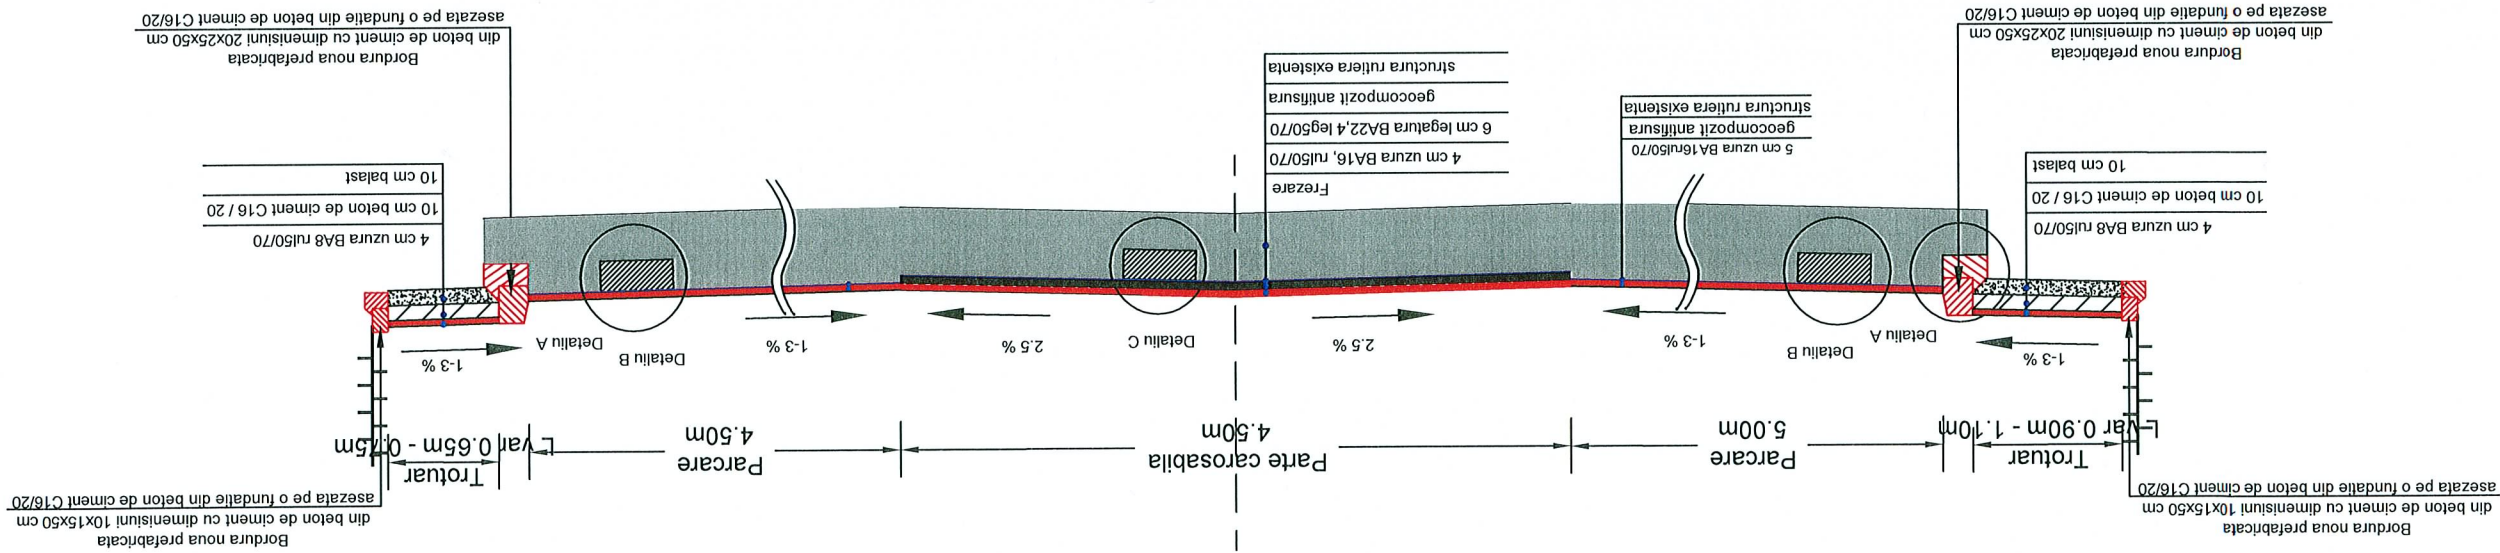 Bordura noua prefabricata
din beton de ciment cu dimenisiuni 10x15x50 cm
asezata pe o fundatie din beton de ciment C16/20
Bordura noua prefabricata
din beton de ciment cu dimenisiuni 10x15x50 cm
asezata pe o fundatie din beton de ciment C16/20
Trotuar
L var 0.90m - 1.10m
Parcare
5.00m
Parte carosabila
4.50m
Parcare
4.50m
Trotuar
L var 0.65m - 0.75m
1-3 %
Detaliu A
Detaliu B
1-3 %
2.5 %
Detaliu C
2.5 %
1-3 %
Detaliu B
Detaliu A
1-3 %
4 cm uzura BA8 rul50/70
10 cm beton de ciment C16 / 20
10 cm balast
5 cm uzura BA16rul50/70
geocompozit antifisura
structura rutiera existenta
Frezare
4 cm uzura BA16, rul50/70
6 cm legatura BA22,4 leg50/70
geocompozit antifisura
structura rutiera existenta
4 cm uzura BA8 rul50/70
10 cm beton de ciment C16 / 20
10 cm balast
Bordura noua prefabricata
din beton de ciment cu dimenisiuni 20x25x50 cm
asezata pe o fundatie din beton de ciment C16/20
Bordura noua prefabricata
din beton de ciment cu dimenisiuni 20x25x50 cm
asezata pe o fundatie din beton de ciment C16/20